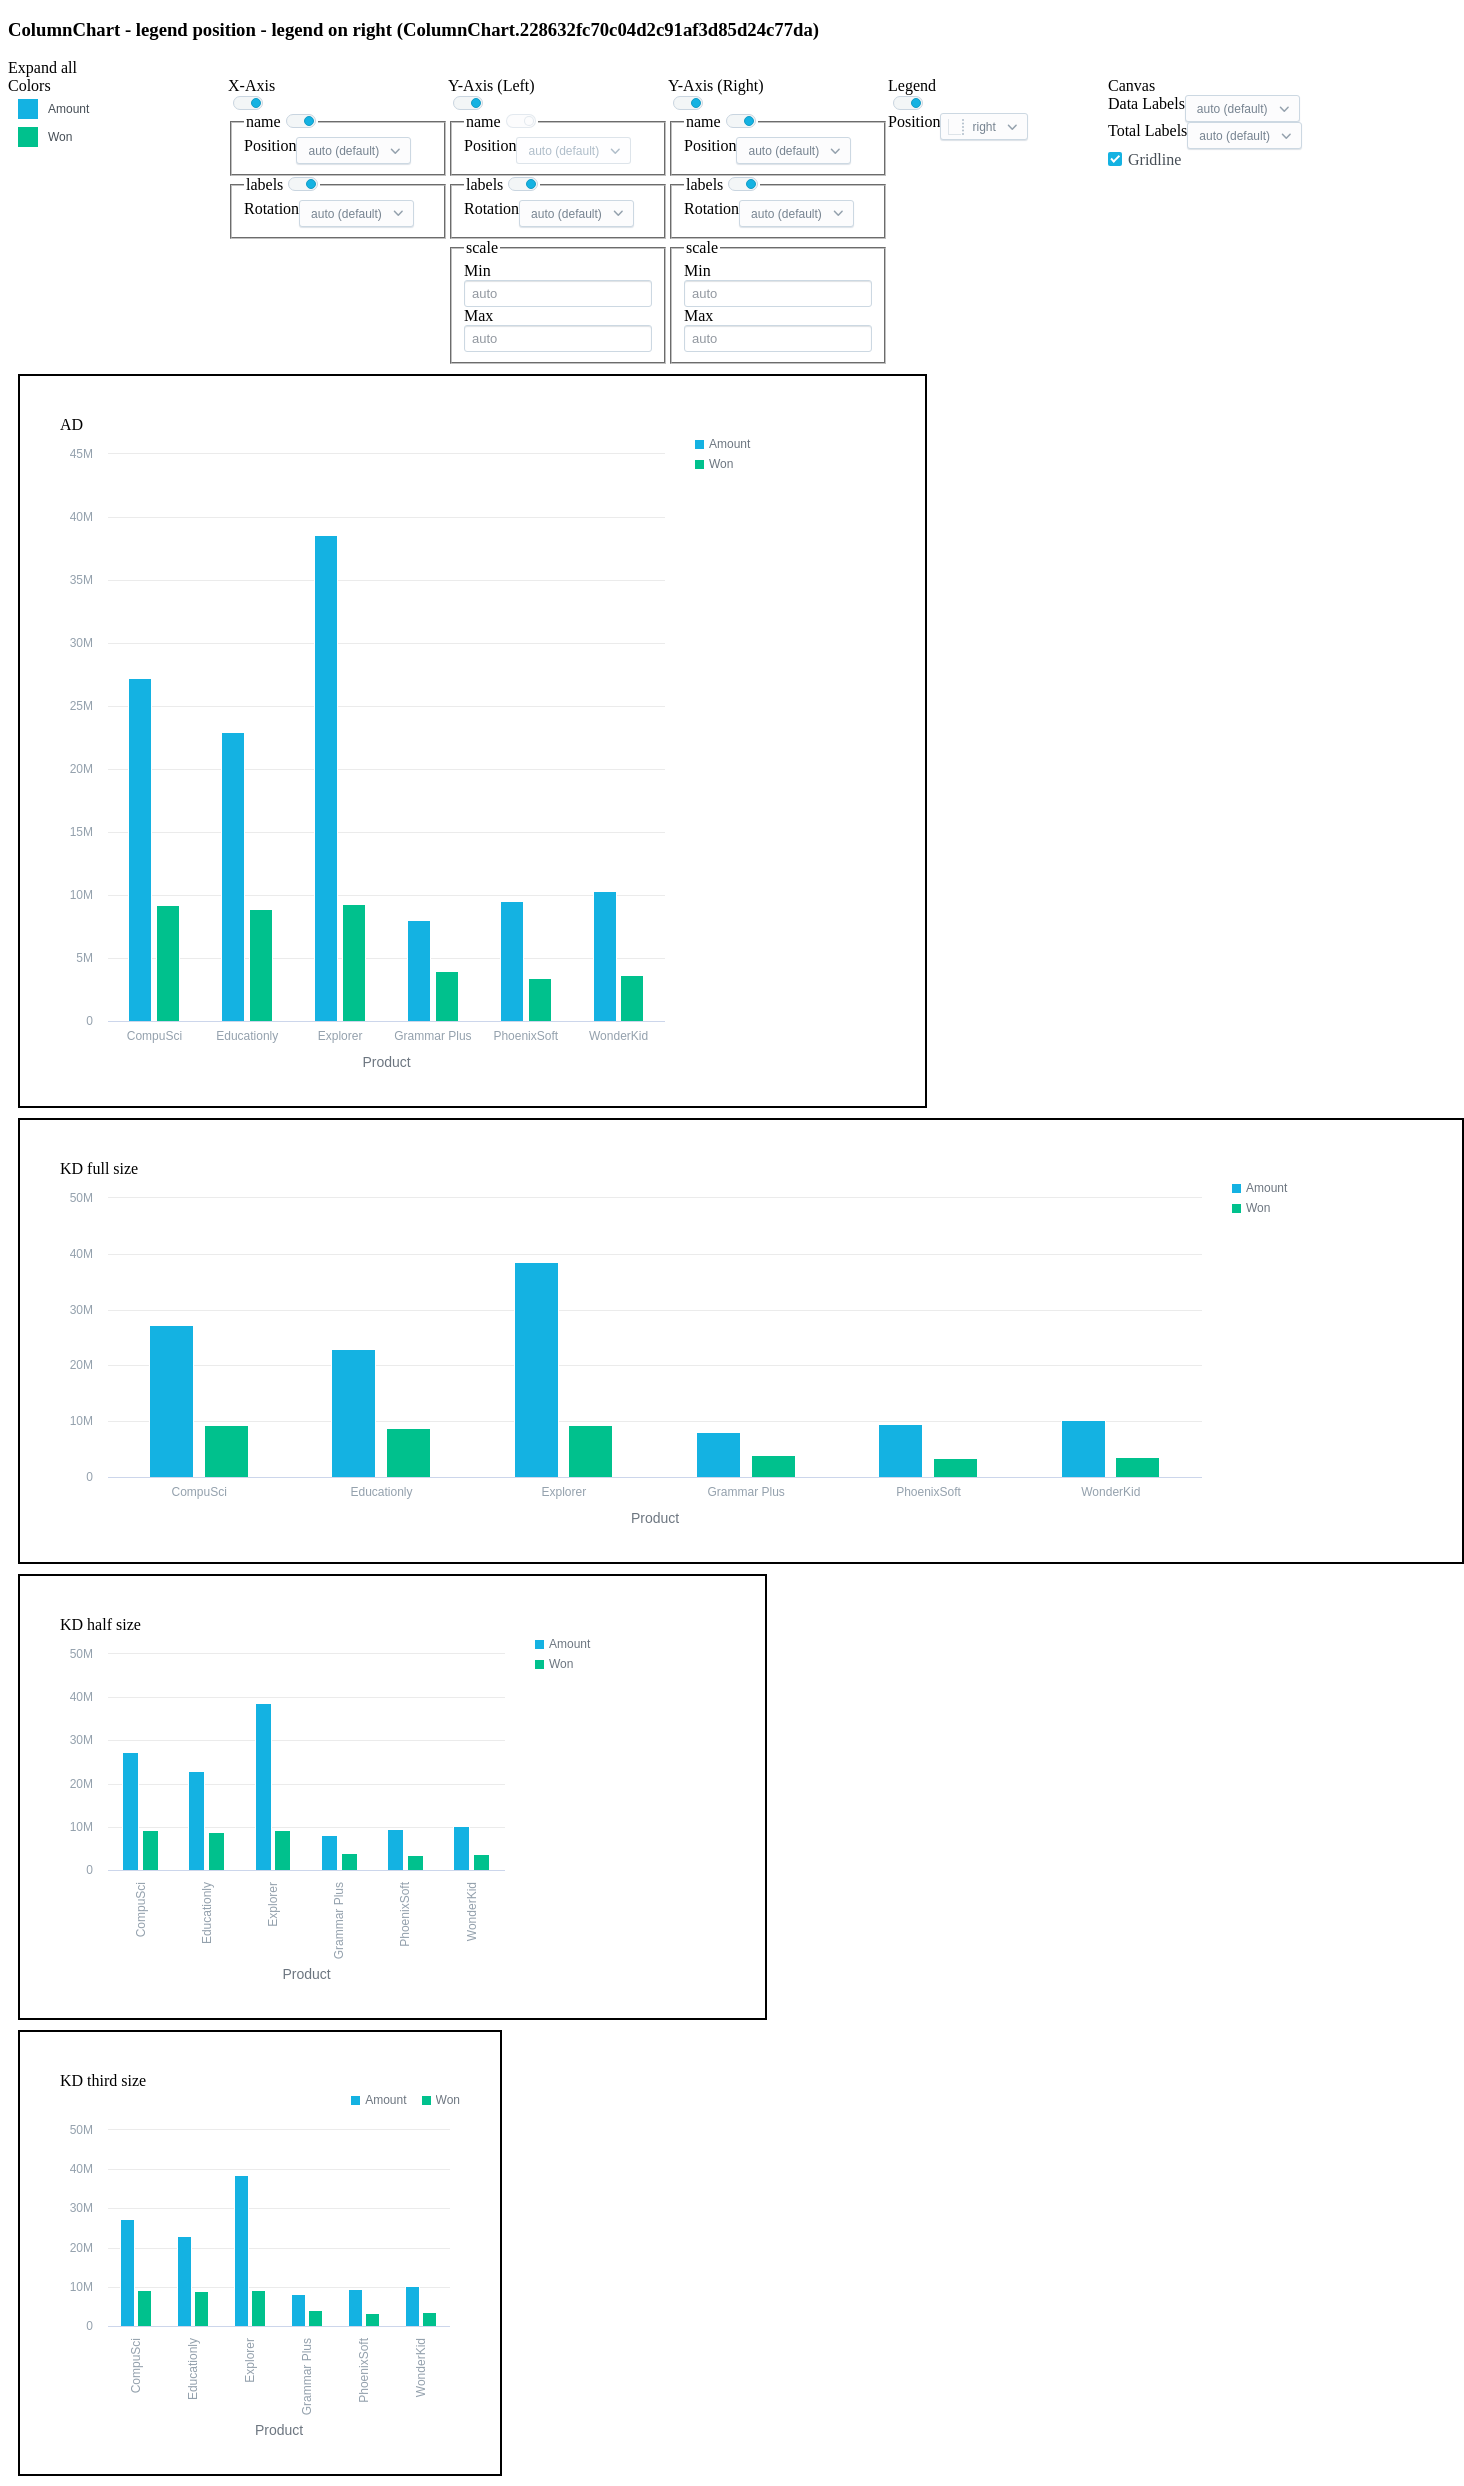 ColumnChart - legend position - legend on right (ColumnChart.228632fc70c04d2c91af3d85d24c77da)
Expand all
Colors
Amount
Won
X-Axis
name
Position auto (default)
labels
Rotation auto (default)
Y-Axis (Left)
name
Position auto (default)
labels
Rotation auto (default)
scale
Min
auto
Max
auto
Y-Axis (Right)
name
Position auto (default)
labels
Rotation auto (default)
scale
Min
auto
Max
auto
Legend
Position right
Canvas
Data Labels auto (default)
Total Labels auto (default)
Gridline
AD
Amount
Won
45M
40M
35M
30M
25M
20M
15M
10M
5M
0
CompuSci Educationly Explorer Grammar Plus PhoenixSoft WonderKid
Product
KD full size
Amount
Won
50M
40M
30M
20M
10M
0
CompuSci Educationly Explorer Grammar Plus PhoenixSoft WonderKid
Product
KD half size
Amount
Won
50M
40M
30M
20M
10M
0
CompuSci
Educationly
Explorer
Grammar Plus
PhoenixSoft
WonderKid
Product
KD third size
Amount Won
50M
40M
30M
20M
10M
0
CompuSci
Educationly
Explorer
Grammar Plus
PhoenixSoft
WonderKid
Product